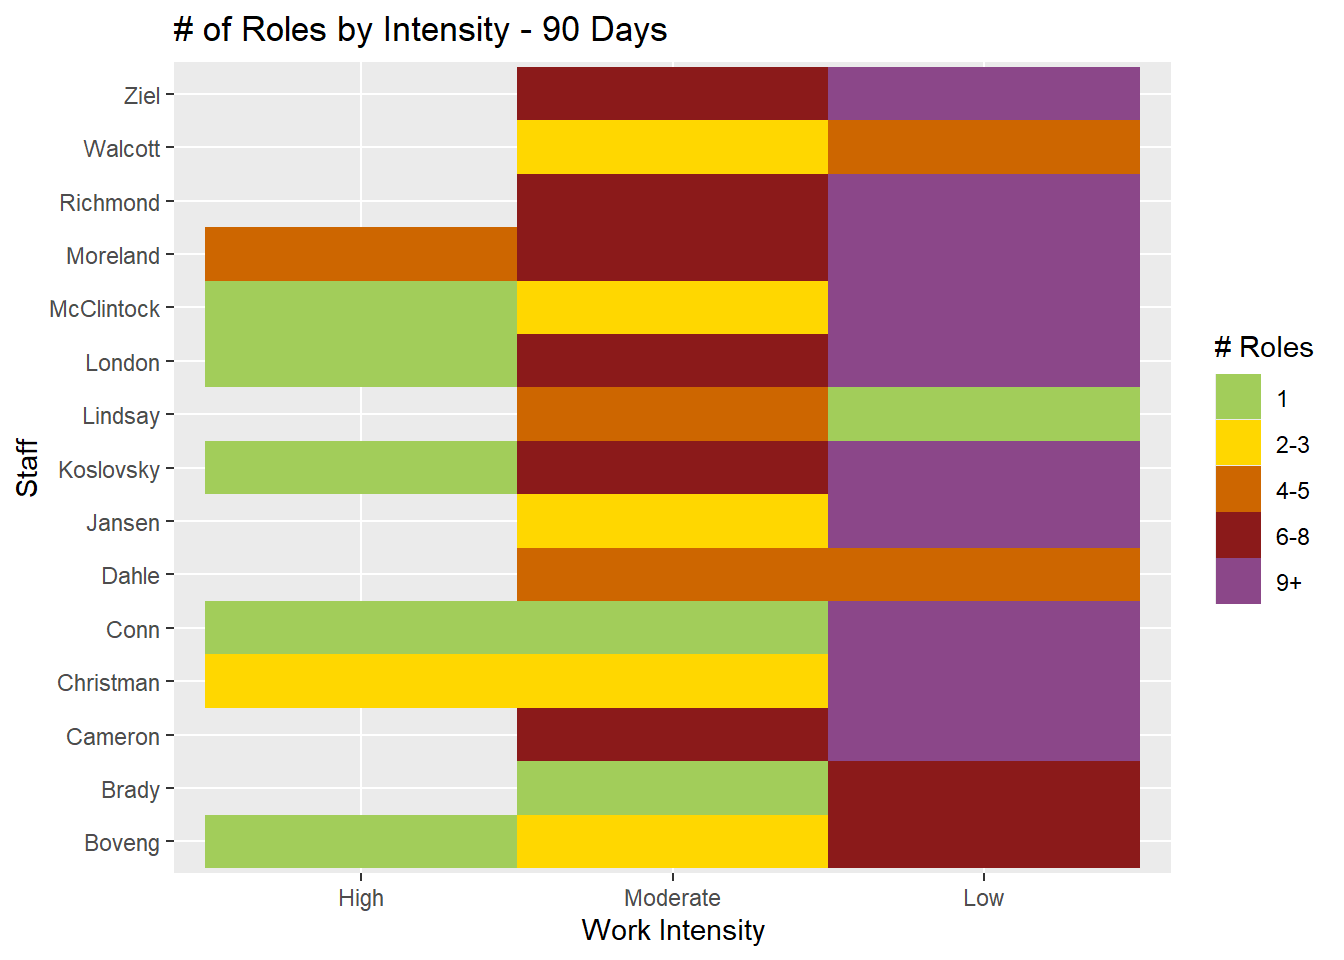 # of Roles by Intensity - 90 Days
Ziel
Walcott
Richmond
Moreland
McClintock
London
Lindsay
Koslovsky
Jansen
Dahle
Conn
Christman
Cameron
Brady
Boveng
Staff
High Moderate Low
Work Intensity
# Roles
1
2-3
4-5
6-8
9+